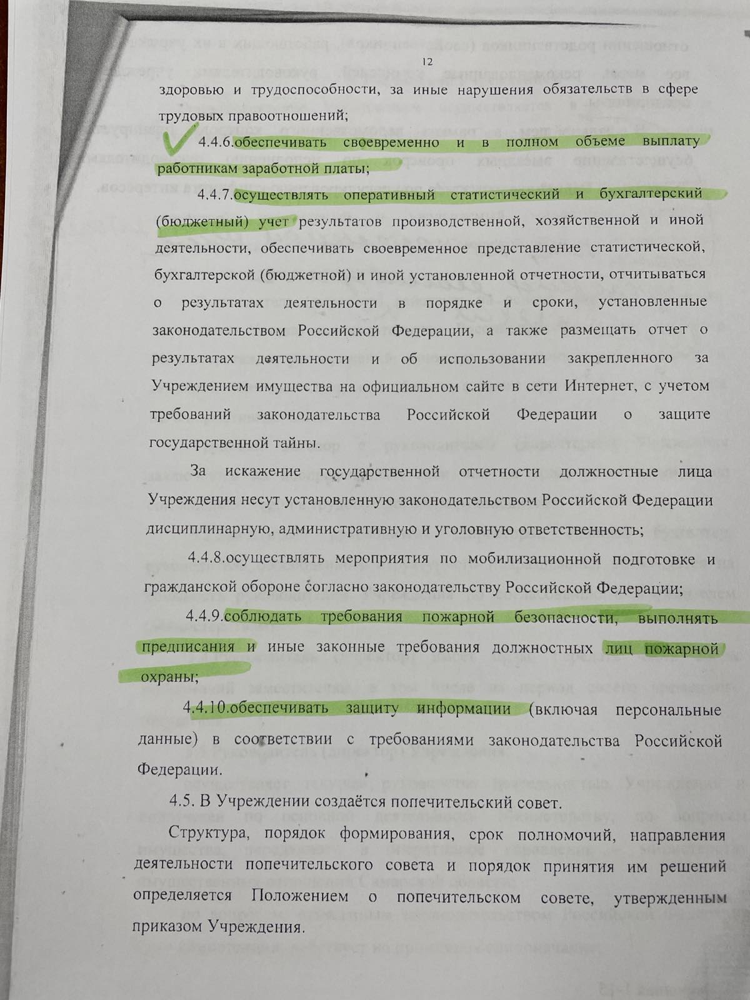 12
здоровью и трудоспособности, за иные нарушения обязательств в сфере
трудовых правоотношений;
4.4.6.обеспечивать своевременно и в полном объеме выплату
работникам заработной платы;
4.4.7.осуществлять оперативный статистический и бухгалтерский
(бюджетный) учет результатов производственной, хозяйственной и иной
деятельности, обеспечивать своевременное представление статистической,
бухгалтерской (бюджетной) и иной установленной отчетности, отчитываться
о результатах деятельности в порядке и сроки, установленные
законодательством Российской Федерации, а также размещать отчет о
результатах деятельности и об использовании закрепленного за
Учреждением имущества на официальном сайте в сети Интернет, с учетом
требований законодательства Российской Федерации о защите
государственной тайны.
За искажение государственной отчетности должностные лица
Учреждения несут установленную законодательством Российской Федерации
дисциплинарную, административную и уголовную ответственность;
4.4.8.осуществлять мероприятия по мобилизационной подготовке и
гражданской обороне согласно законодательству Российской Федерации;
4.4.9.соблюдать требования пожарной безопасности, выполнять
предписания и иные законные требования должностных лиц пожарной
охраны;
4.4.10.обеспечивать защиту информации (включая персональные
данные) в соответствии с требованиями законодательства Российской
Федерации.
4.5. В Учреждении создаётся попечительский совет.
Структура, порядок формирования, срок полномочий, направления
деятельности попечительского совета и порядок принятия им решений
определяется Положением о попечительском совете, утвержденным
приказом Учреждения.